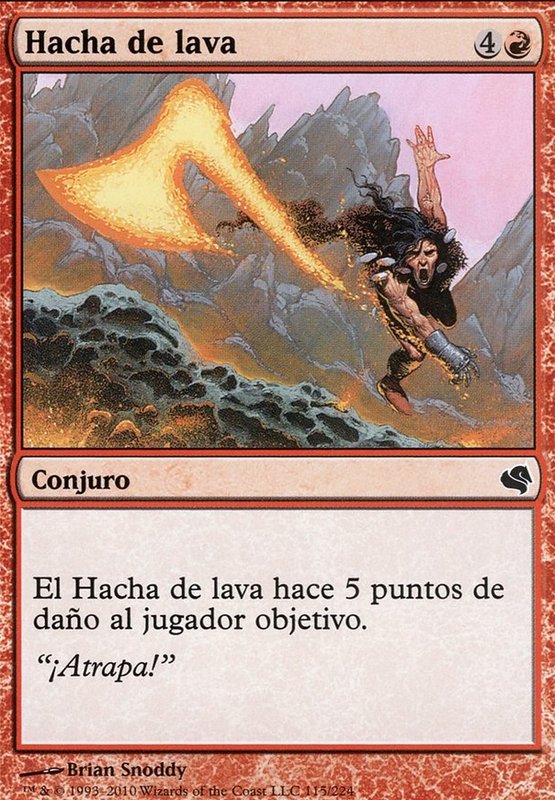 Hacha de lava 4
Conjuro
El Hacha de lava hace 5 puntos de
daño al jugador objetivo.
“¡Atrapa!”
Brian Snoddy
™ & © 1993–2010 Wizards of the Coast LLC 115/224